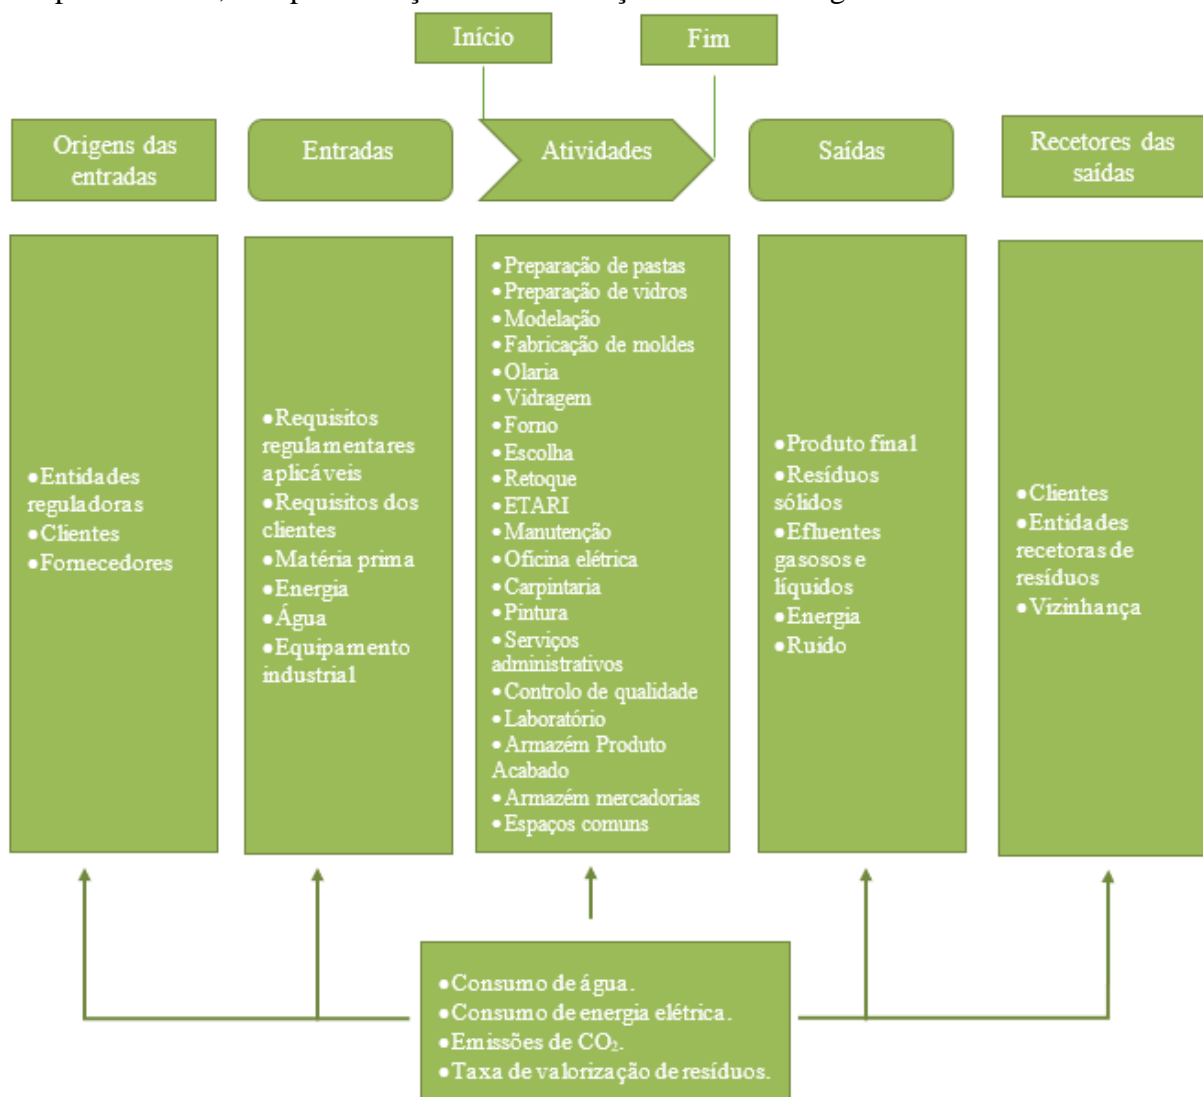 Início
Fim
Origens das
entradas
Entradas
Atividades
Saídas
Recetores das
saídas
•Entidades
reguladoras
•Clientes
•Fornecedores
•Requisitos
regulamentares
aplicáveis
•Requisitos dos
clientes
•Matéria prima
•Energia
•Água
•Equipamento
industrial
•Preparação de pastas
•Preparação de vidros
•Modelação
•Fabricação de moldes
•Olaria
•Vidragem
•Forno
•Escolha
•Retoque
•ETARI
•Manutenção
•Oficina elétrica
•Carpintaria
•Pintura
•Serviços
administrativos
•Controlo de qualidade
•Laboratório
•Armazém Produto
Acabado
•Armazém mercadorias
•Espaços comuns
•Produto final
•Resíduos
sólidos
•Efluentes
gasosos e
líquidos
•Energia
•Ruido
•Clientes
•Entidades
recetoras de
resíduos
•Vizinhança
•Consumo de água.
•Consumo de energia elétrica.
•Emissões de CO₂.
•Taxa de valorização de resíduos.